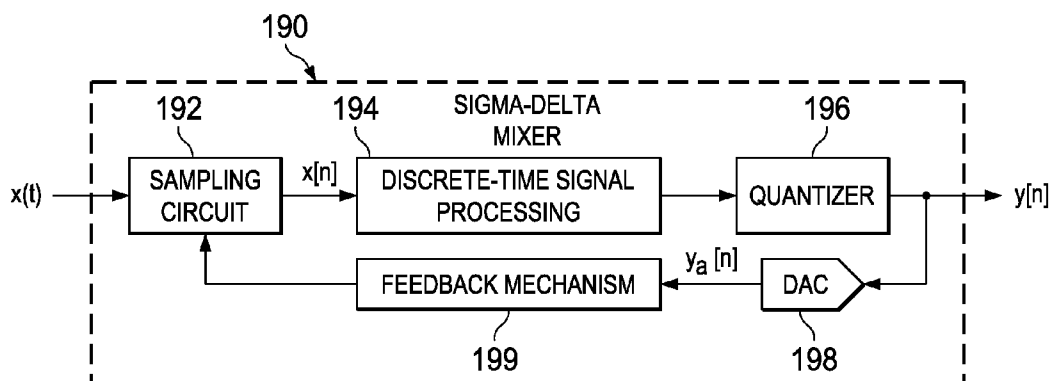 190
192
194
SIGMA-DELTA
MIXER
196
x(t)
SAMPLING
CIRCUIT
x[n]
DISCRETE-TIME SIGNAL
PROCESSING
QUANTIZER
y[n]
FEEDBACK MECHANISM
ya [n]
DAC
199
198